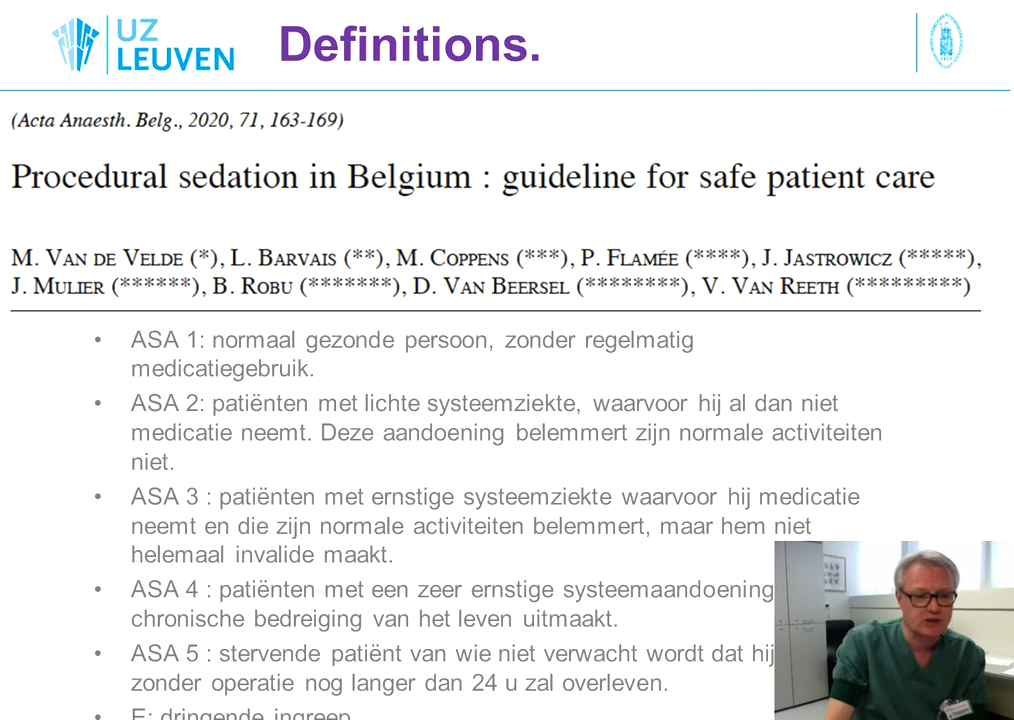 UZ
LEUVEN
Definitions.
(Acta Anaesth. Belg., 2020, 71, 163-169)
Procedural sedation in Belgium : guideline for safe patient care
M. Van de Velde (*), L. Barvais (**), M. Coppens (***), P. Flamée (****), J. Jastrowicz (*****),
J. Mulier (******), B. Robu (*******), D. Van Beersel (********), V. Van Reeth (*********)
• ASA 1: normaal gezonde persoon, zonder regelmatig
medicatiegebruik.
• ASA 2: patiënten met lichte systeemziekte, waarvoor hij al dan niet
medicatie neemt. Deze aandoening belemmert zijn normale activiteiten
niet.
• ASA 3 : patiënten met ernstige systeemziekte waarvoor hij medicatie
neemt en die zijn normale activiteiten belemmert, maar hem niet
helemaal invalide maakt.
• ASA 4 : patiënten met een zeer ernstige systeemaandoening
chronische bedreiging van het leven uitmaakt.
• ASA 5 : stervende patiënt van wie niet verwacht wordt dat hij
zonder operatie nog langer dan 24 u zal overleven.
• E: dringende ingreep